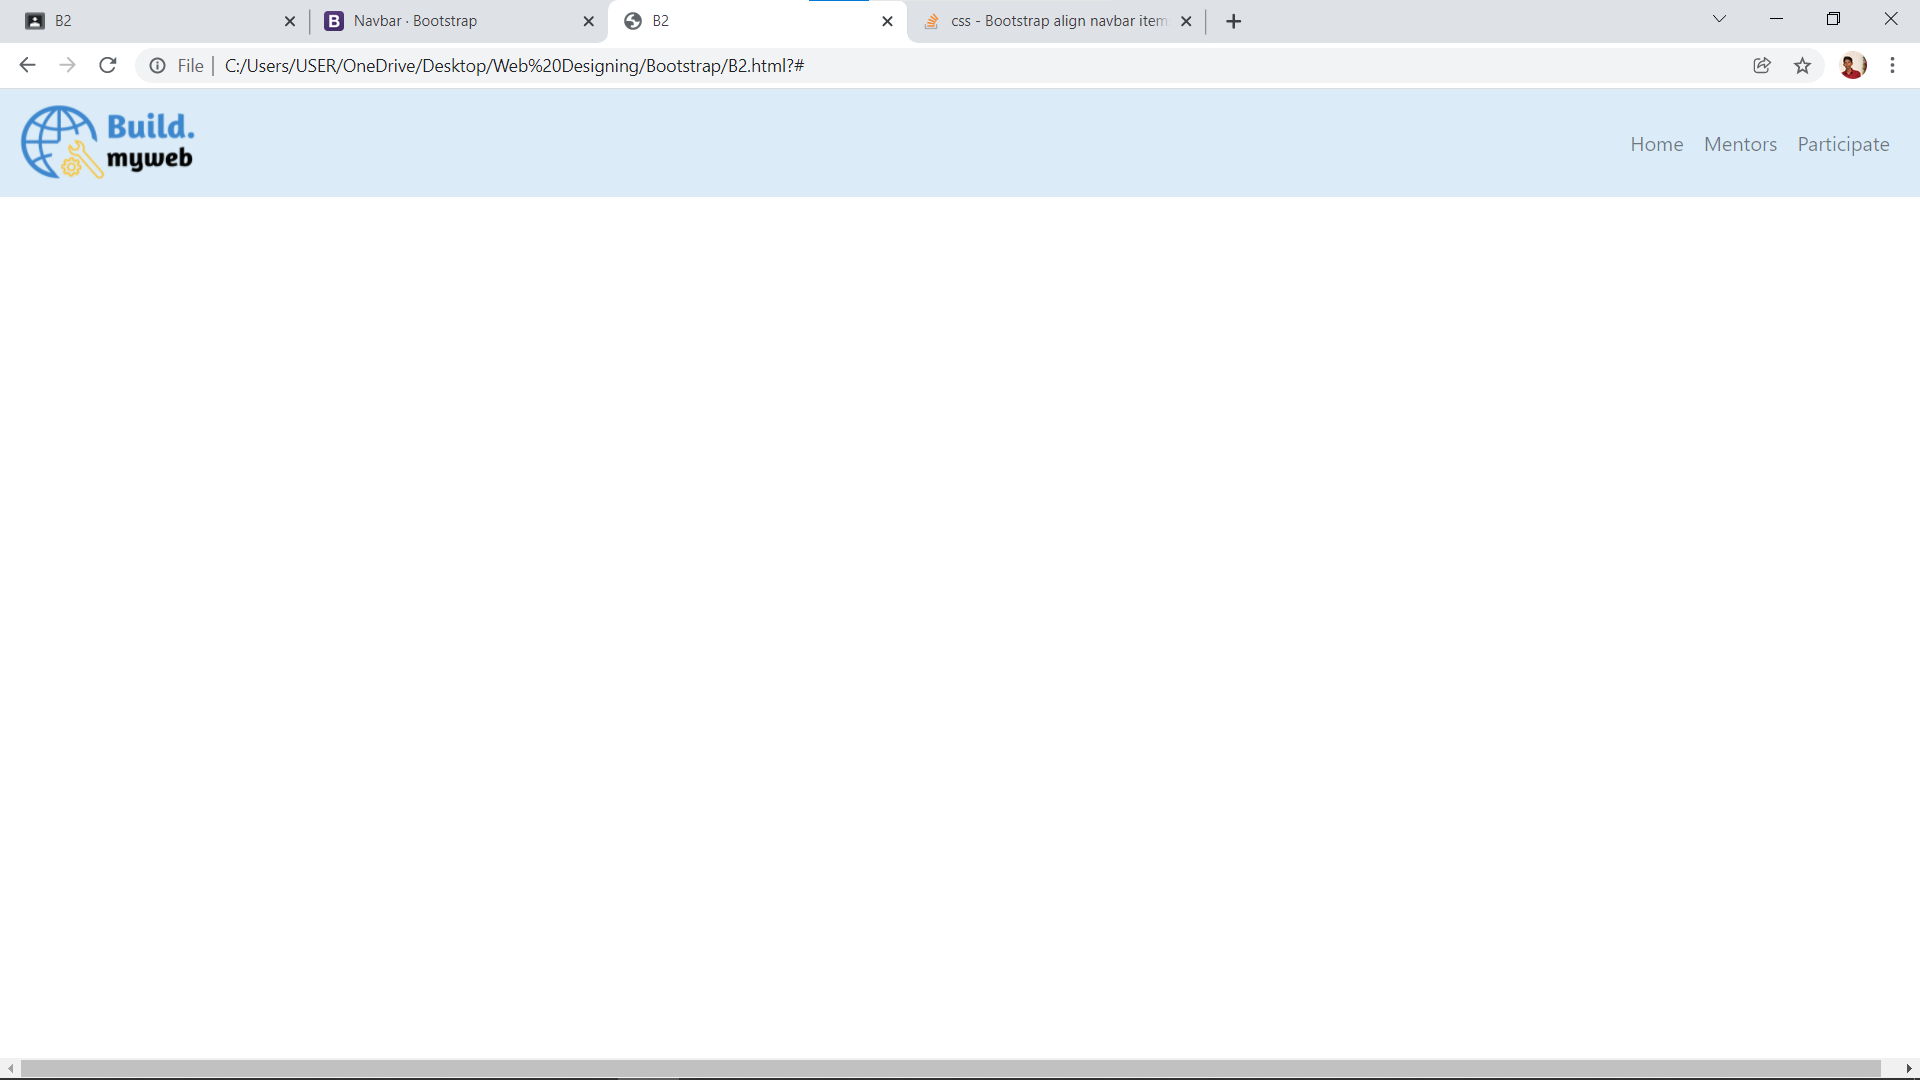 B2
Navbar · Bootstrap
B2
css - Bootstrap align navbar item
File
C:/Users/USER/OneDrive/Desktop/Web%20Designing/Bootstrap/B2.html?#
Build.
myweb
Home Mentors Participate